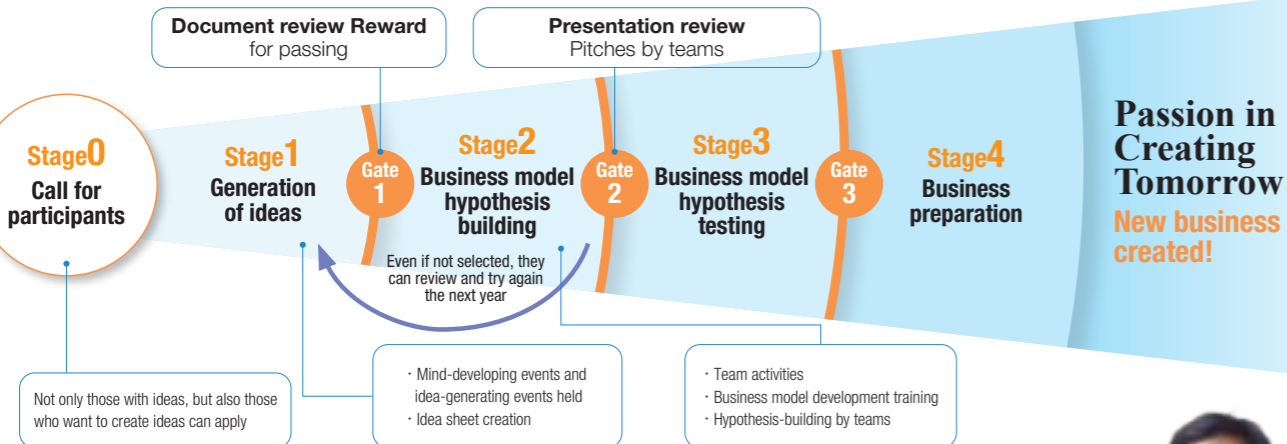 Document review Reward
for passing
Presentation review
Pitches by teams
Stage0
Call for
participants
Stage1
Generation
of ideas
Gate
1
Stage2
Business model
hypothesis
building
Even if not selected, they
can review and try again
the next year
Gate
2
Stage3
Business model
hypothesis
testing
Gate
3
Stage4
Business
preparation
Passion in
Creating
Tomorrow
New business
created!
Not only those with ideas, but also those
who want to create ideas can apply
・Mind-developing events and
idea-generating events held
・Idea sheet creation
・Team activities
・Business model development training
・Hypothesis-building by teams